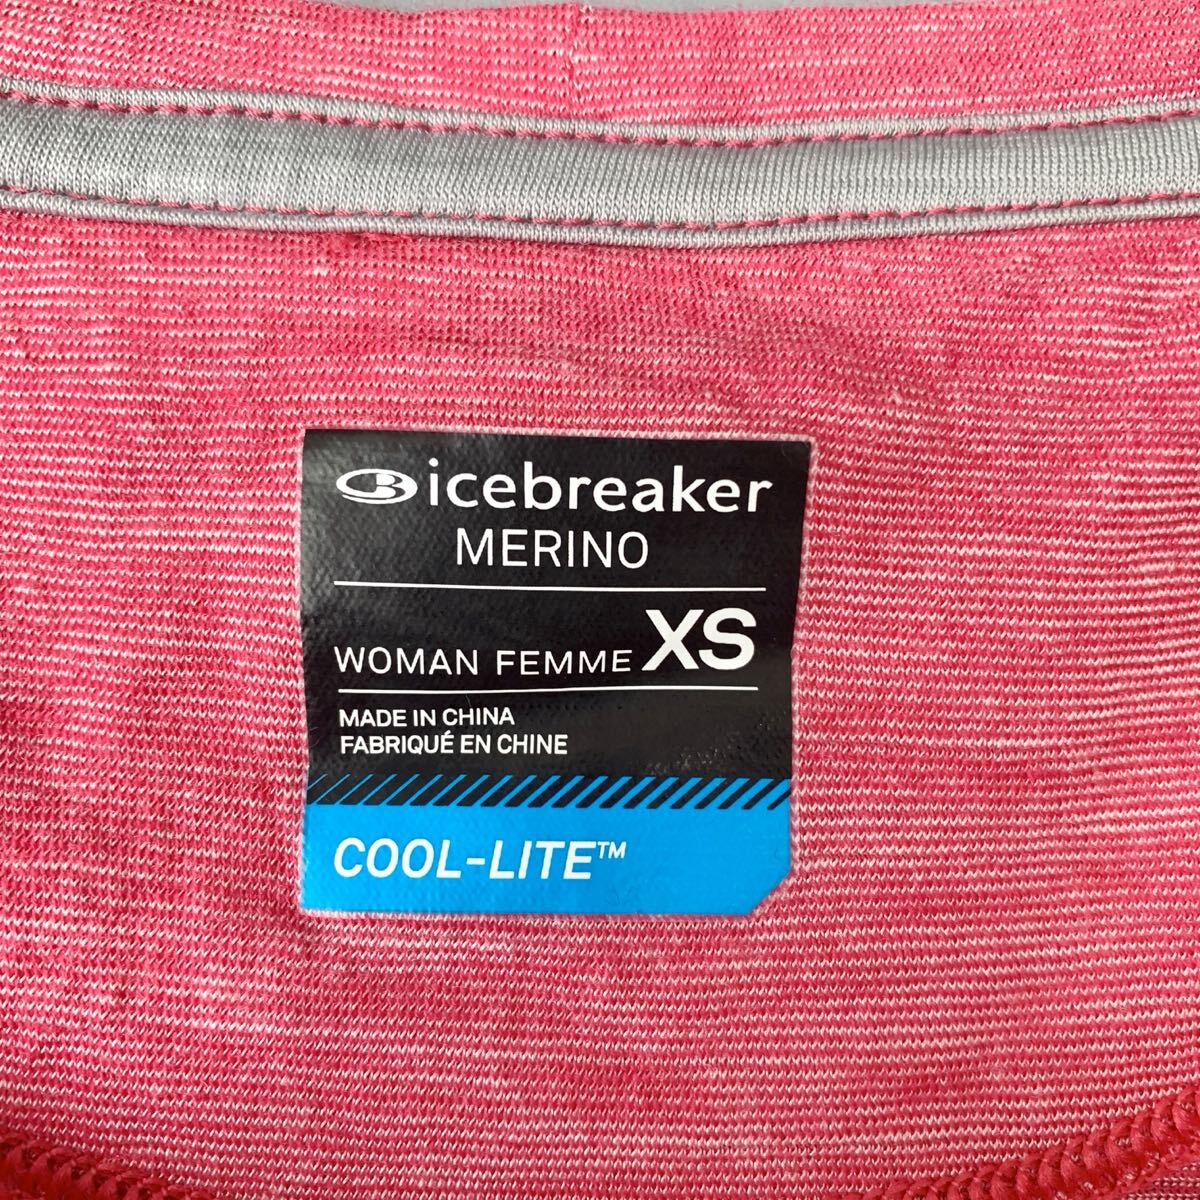 icebreaker
MERINO
WOMAN FEMME XS
MADE IN CHINA
FABRIQUÉ EN CHINE
COOL-LITE™